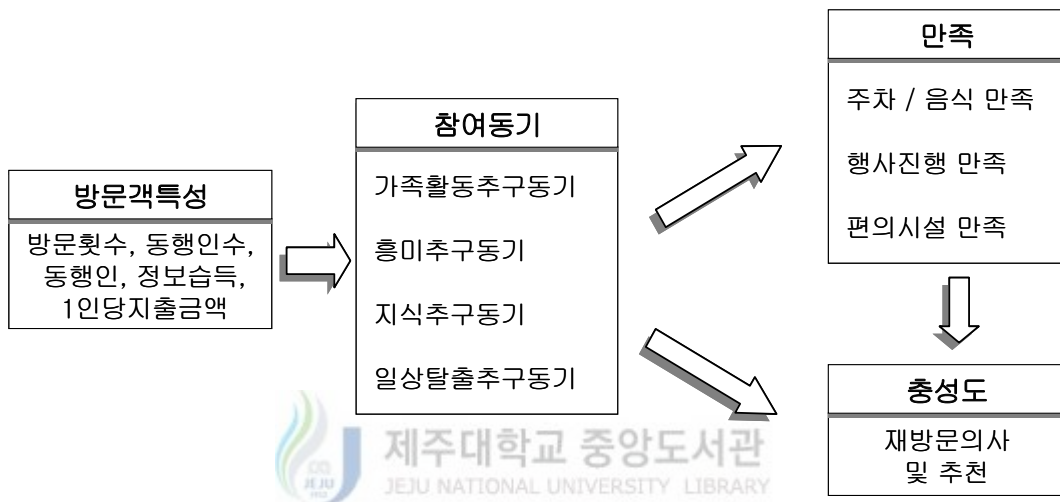 방문객특성
방문횟수, 동행인수,
동행인, 정보습득,
1인당지출금액
참여동기
가족활동추구동기
흥미추구동기
지식추구동기
일상탈출추구동기
만족
주차 / 음식 만족
행사진행 만족
편의시설 만족
충성도
재방문의사
및 추천
제주대학교 중앙도서관
JEJU NATIONAL UNIVERSITY LIBRARY
JEJU
1952